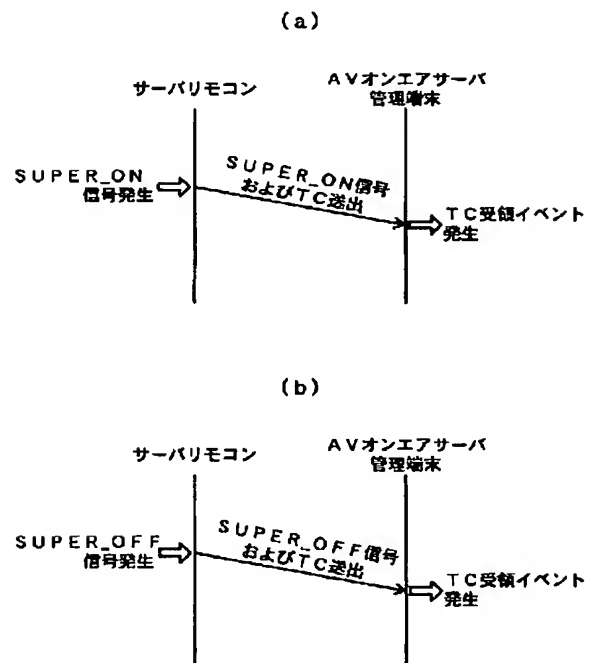 (a)
サーバリモコン
AVオンエアサーバ
管理端末
SUPER_ON
信号発生
SUPER_ON信号
およびTC送出
TC受領イベント
発生
(b)
サーバリモコン
AVオンエアサーバ
管理端末
SUPER_OFF
信号発生
SUPER_OFF信号
およびTC送出
TC受領イベント
発生